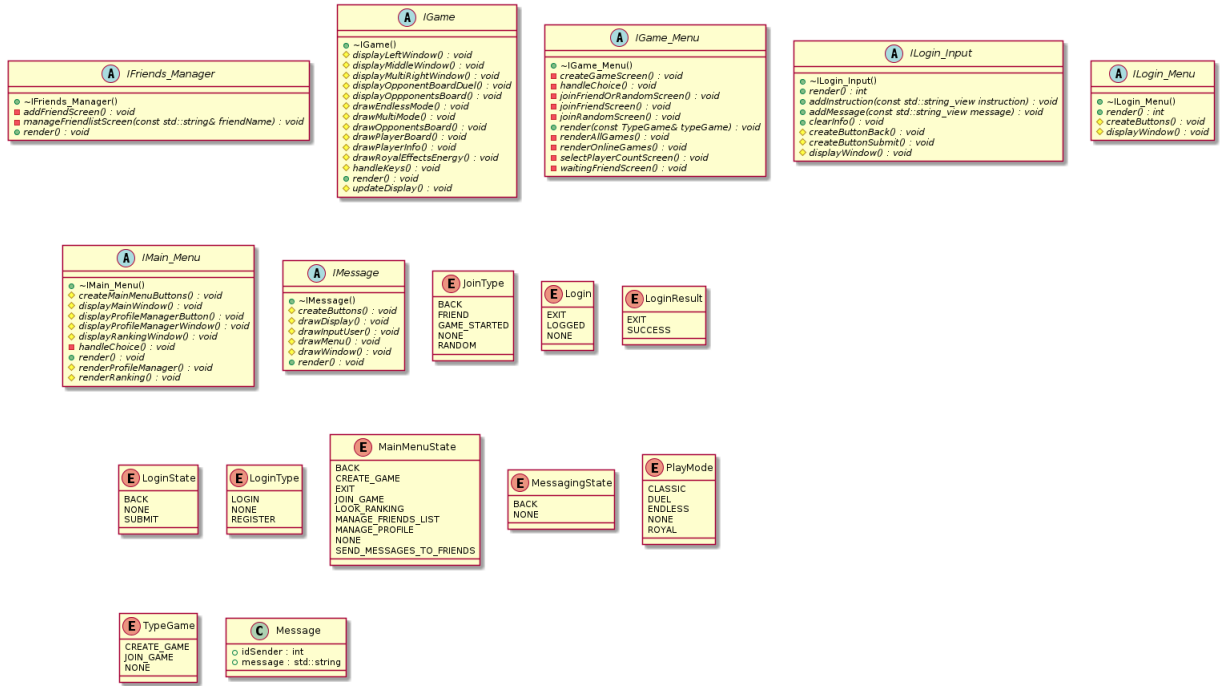 A IFriends_Manager
~IFriends_Manager()
addFriendScreen() : void
manageFriendlistScreen(const std::string& friendName) : void
render() : void
A IGame
~IGame()
displayLeftWindow() : void
displayMiddleWindow() : void
displayMultiRightWindow() : void
displayOpponentBoardDuel() : void
displayOppponentsBoard() : void
drawEndlessMode() : void
drawMultiMode() : void
drawOpponentsBoard() : void
drawPlayerBoard() : void
drawPlayerInfo() : void
drawRoyalEffectsEnergy() : void
handleKeys() : void
render() : void
updateDisplay() : void
A IGame_Menu
~IGame_Menu()
createGameScreen() : void
handleChoice() : void
joinFriendOrRandomScreen() : void
joinFriendScreen() : void
joinRandomScreen() : void
render(const TypeGame& typeGame) : void
renderAllGames() : void
renderOnlineGames() : void
selectPlayerCountScreen() : void
waitingFriendScreen() : void
A ILogin_Input
~ILogin_Input()
render() : int
addInstruction(const std::string_view instruction) : void
addMessage(const std::string_view message) : void
clearInfo() : void
createButtonBack() : void
createButtonSubmit() : void
displayWindow() : void
A ILogin_Menu
~ILogin_Menu()
render() : int
createButtons() : void
displayWindow() : void
A IMain_Menu
~IMain_Menu()
createMainMenuButtons() : void
displayMainWindow() : void
displayProfileManagerButton() : void
displayProfileManagerWindow() : void
displayRankingWindow() : void
handleChoice() : void
render() : void
renderProfileManager() : void
renderRanking() : void
A IMessage
~IMessage()
createButtons() : void
drawDisplay() : void
drawInputUser() : void
drawMenu() : void
drawWindow() : void
render() : void
E JoinType
BACK
FRIEND
GAME_STARTED
NONE
RANDOM
E Login
EXIT
LOGGED
NONE
E LoginResult
EXIT
SUCCESS
E LoginState
BACK
NONE
SUBMIT
E LoginType
LOGIN
NONE
REGISTER
E MainMenuState
BACK
CREATE_GAME
EXIT
JOIN_GAME
LOOK_RANKING
MANAGE_FRIENDS_LIST
MANAGE_PROFILE
NONE
SEND_MESSAGES_TO_FRIENDS
E MessagingState
BACK
NONE
E PlayMode
CLASSIC
DUEL
ENDLESS
NONE
ROYAL
E TypeGame
CREATE_GAME
JOIN_GAME
NONE
C Message
idSender : int
message : std::string